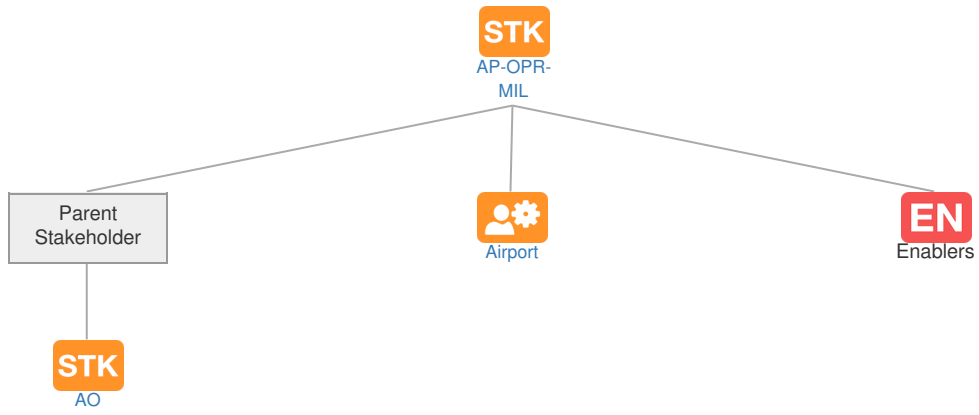 STK
AP-OPR-
MIL
Parent
Stakeholder
Airport
EN
Enablers
STK
AO